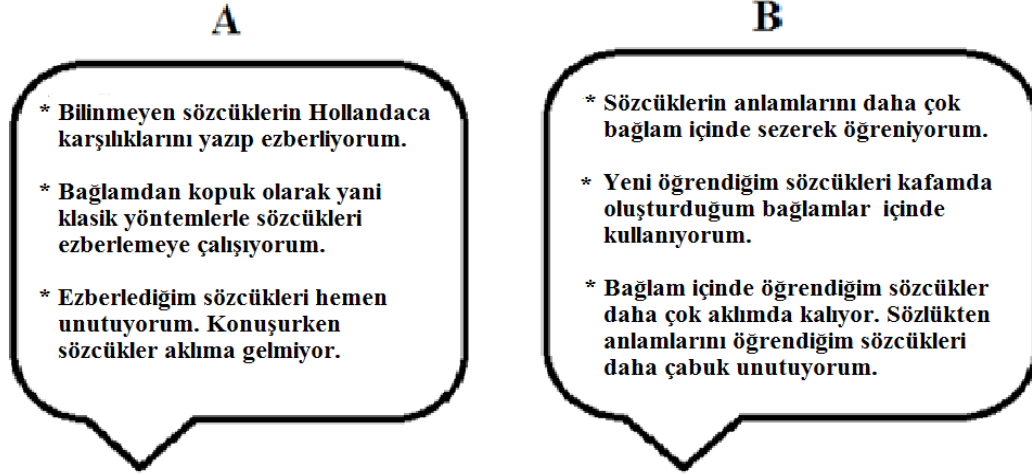 A
* Bilinmeyen sözcüklerin Hollandaca
karşılıklarını yazıp ezberliyorum.
* Bağlamdan kopuk olarak yani
klasik yöntemlerle sözcükleri
ezberlemeye çalışıyorum.
* Ezberlediğim sözcükleri hemen
unutuyorum. Konuşurken
sözcükler aklıma gelmiyor.
B
* Sözcüklerin anlamlarını daha çok
bağlam içinde sezerek öğreniyorum.
* Yeni öğrendiğim sözcükleri kafamda
oluşturduğum bağlamlar içinde
kullanıyorum.
* Bağlam içinde öğrendiğim sözcükler
daha çok aklımda kalıyor. Sözlükten
anlamlarını öğrendiğim sözcükleri
daha çabuk unutuyorum.